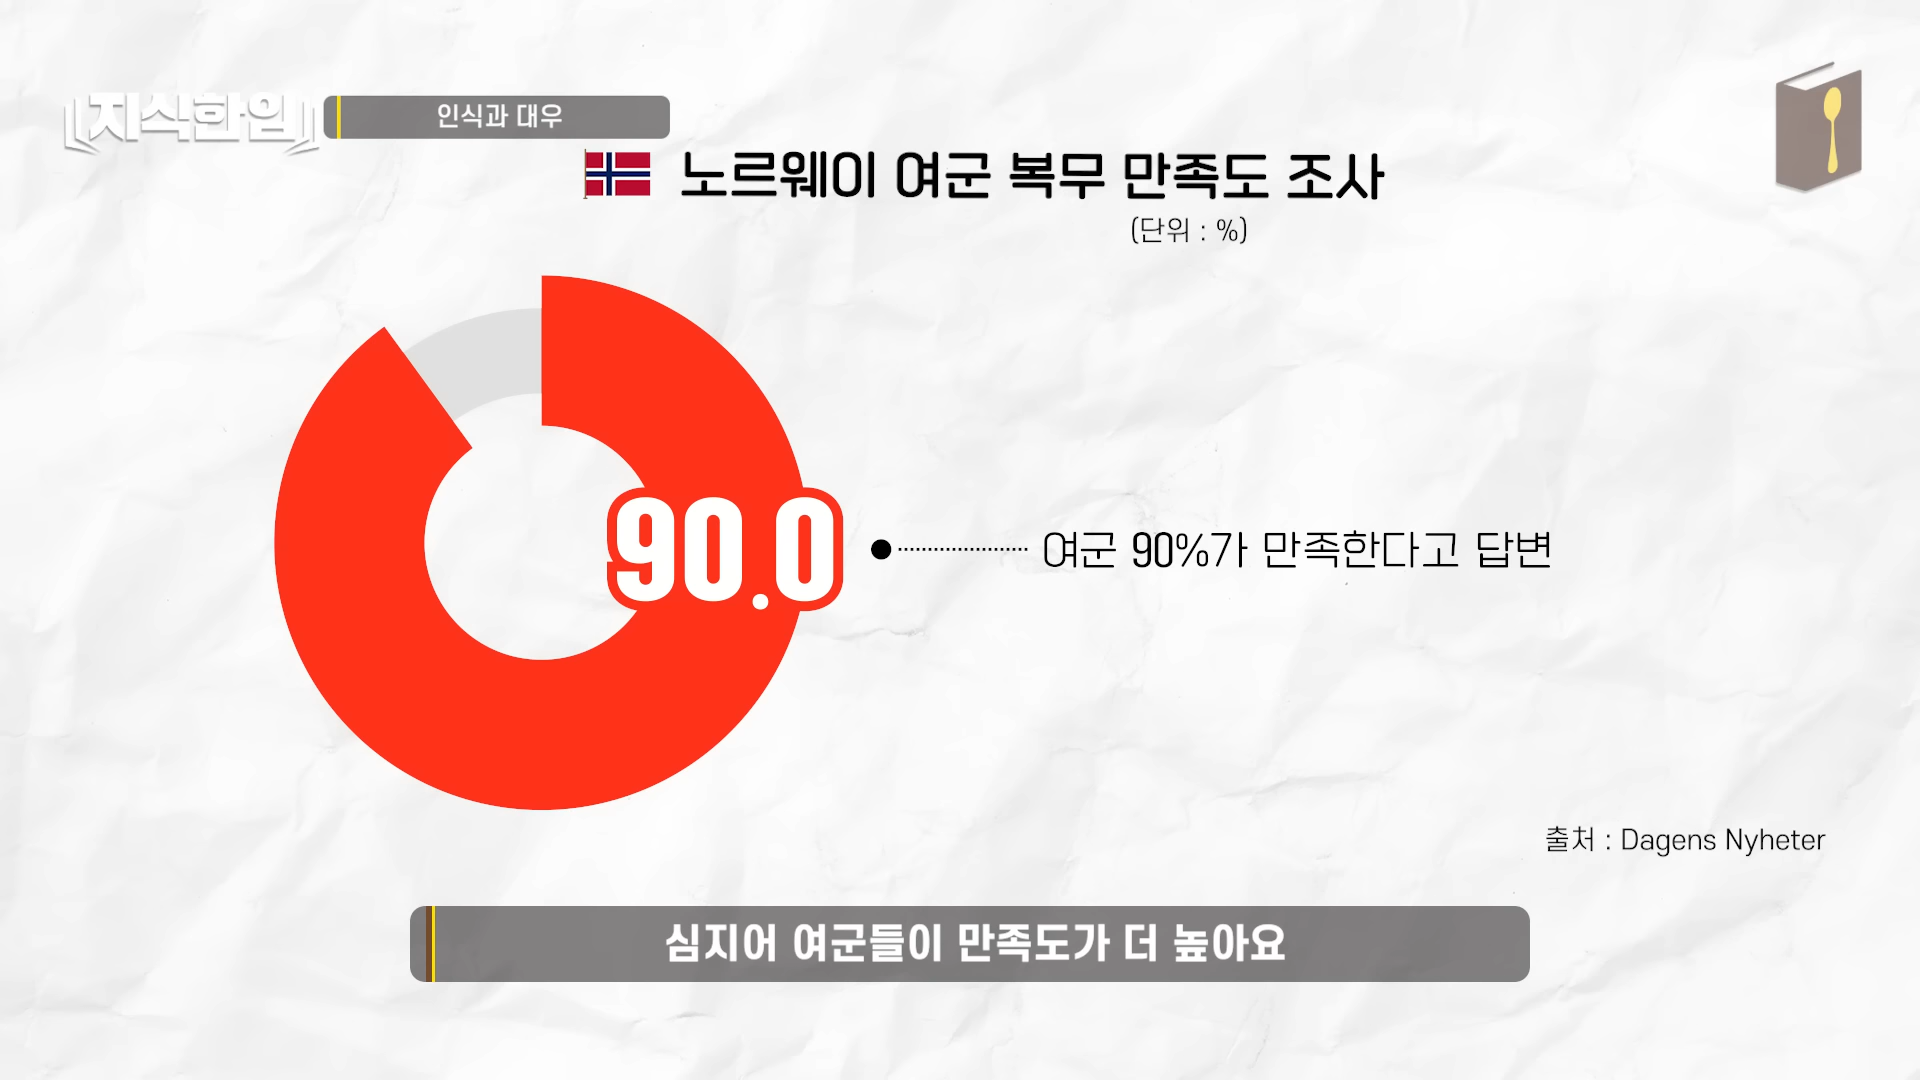 지식한입
인식과 대우
노르웨이 여군 복무 만족도 조사
(단위 : %)
90.0
여군 90%가 만족한다고 답변
출처 : Dagens Nyheter
심지어 여군들이 만족도가 더 높아요